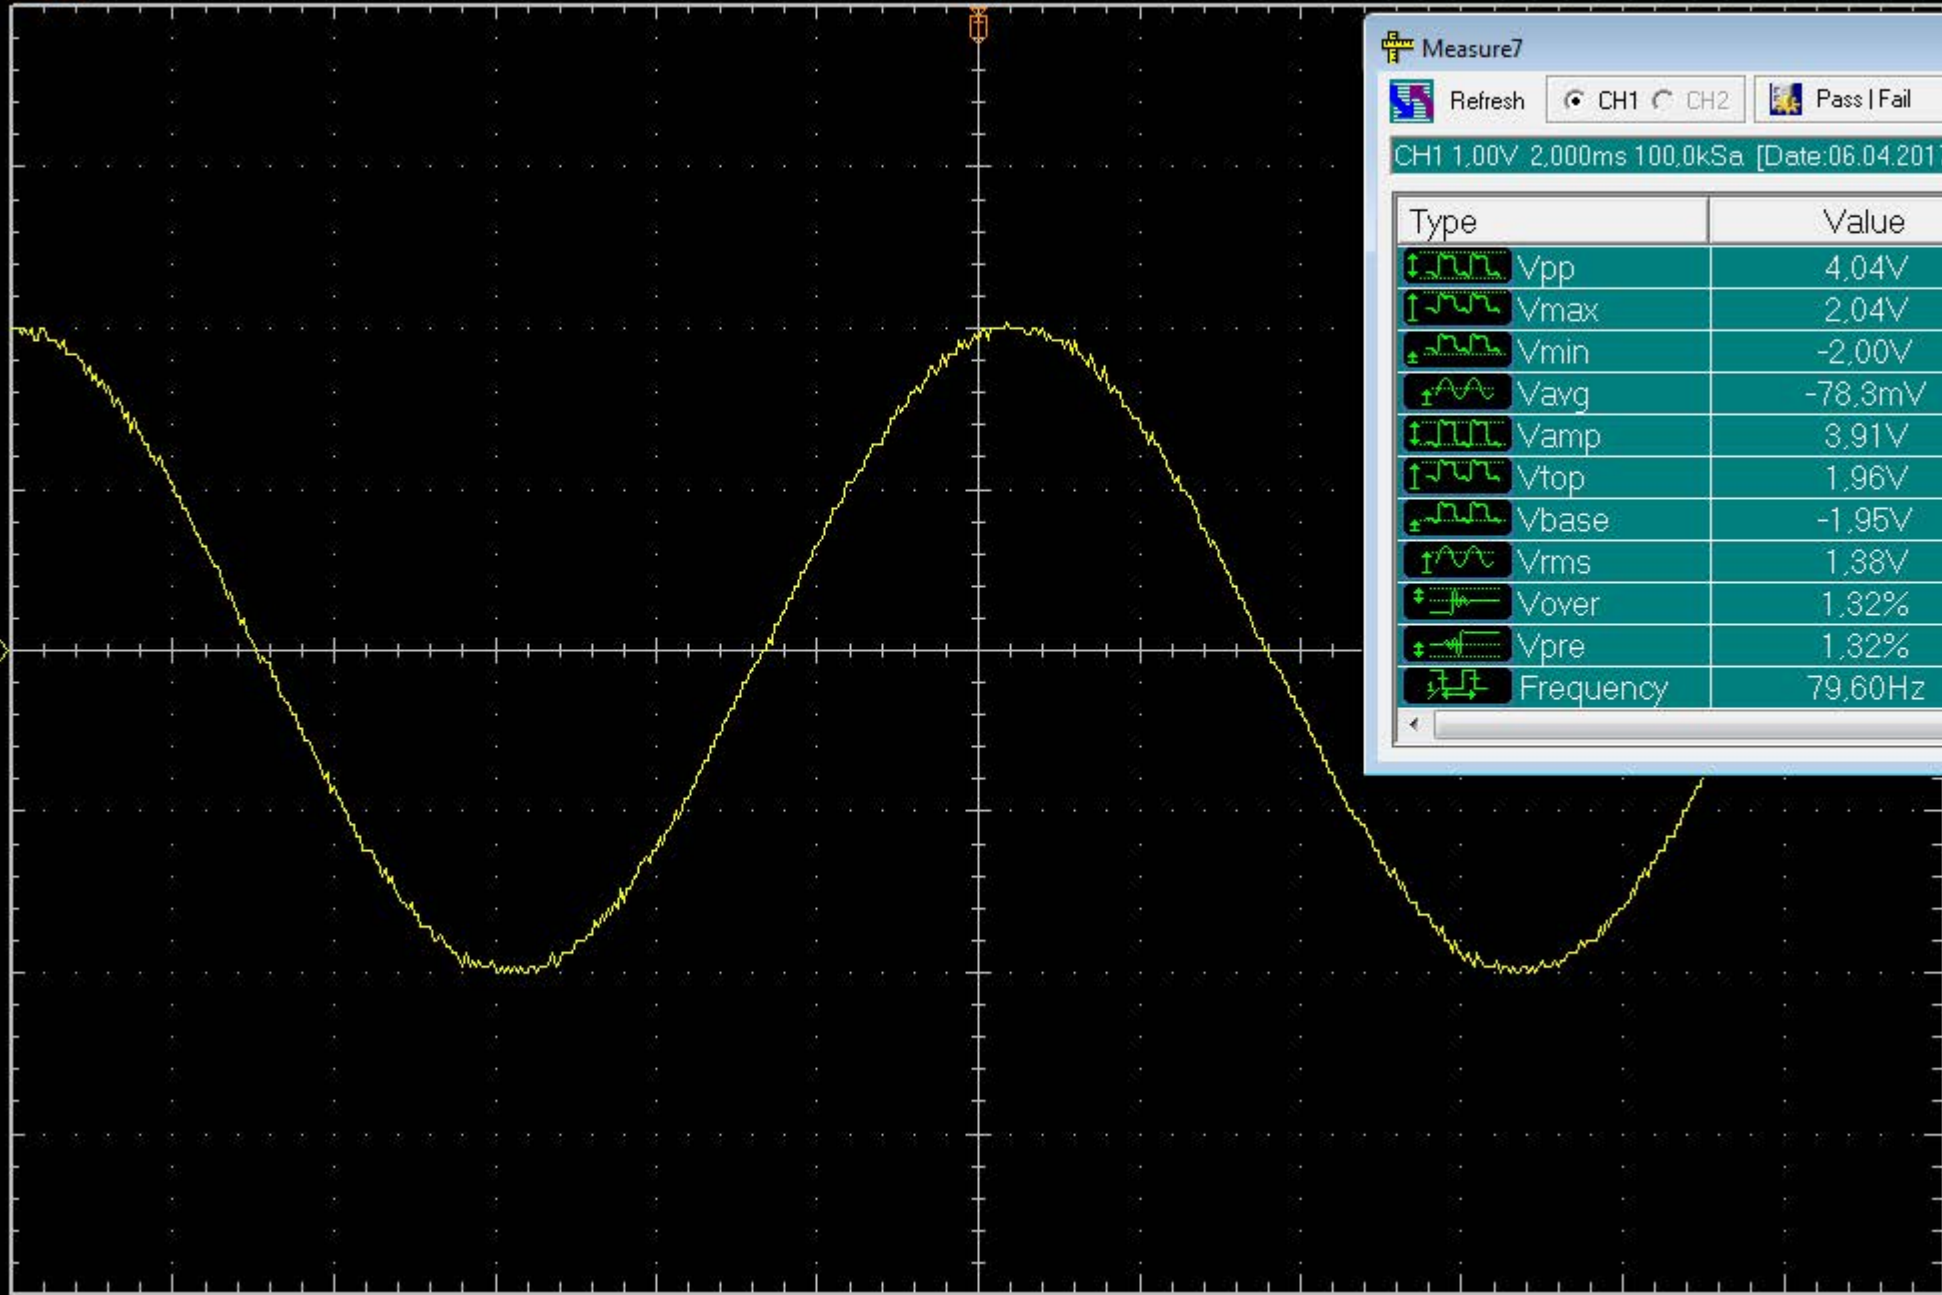 Measure7
Refresh CH1 CH2 Pass | Fail
CH1 1,00V 2,000ms 100,0kSa [Date:06.04.2017
Type Value
Vpp 4,04V
Vmax 2,04V
Vmin -2,00V
Vavg -78,3mV
Vamp 3,91V
Vtop 1,96V
Vbase -1,95V
Vrms 1,38V
Vover 1,32%
Vpre 1,32%
Frequency 79,60Hz